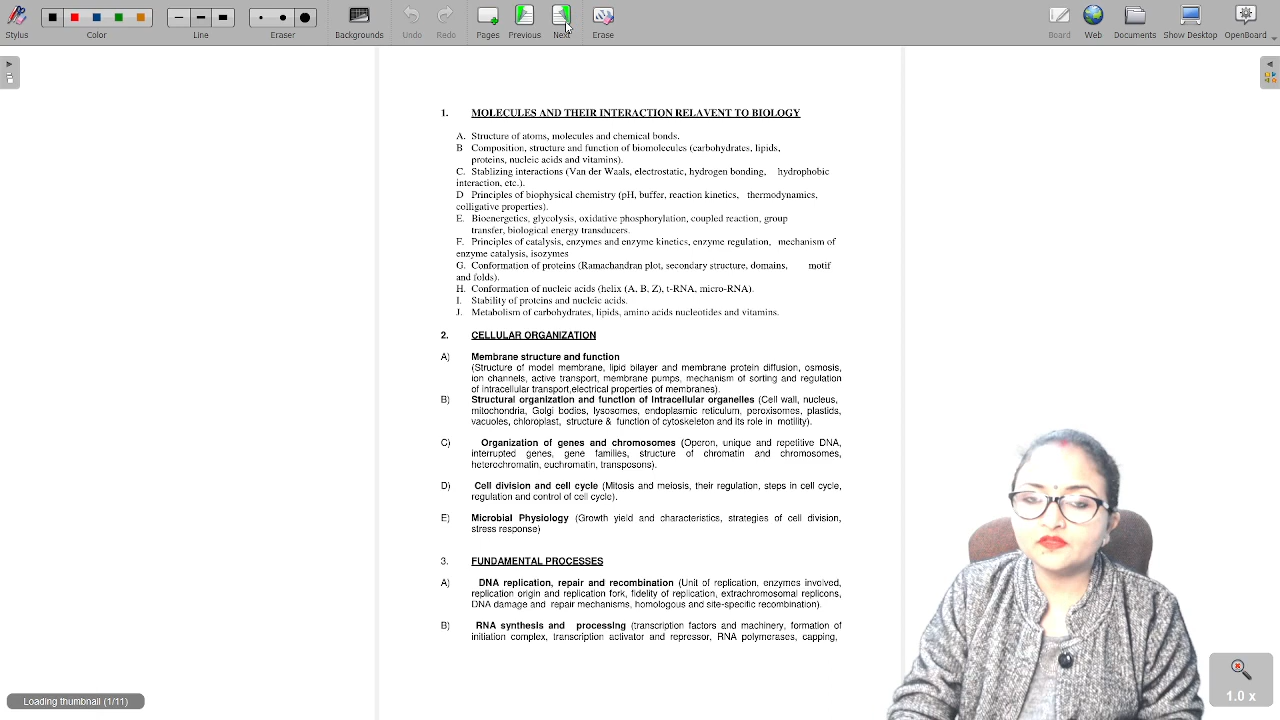 Stylus
Color
Line
Eraser
Backgrounds
Undo
Redo
Pages
Previous
Next
Erase
Board
Web
Documents
Show Desktop
OpenBoard
1. MOLECULES AND THEIR INTERACTION RELAVENT TO BIOLOGY
A. Structure of atoms, molecules and chemical bonds.
B Composition, structure and function of biomolecules (carbohydrates, lipids,
proteins, nucleic acids and vitamins).
C. Stablizing interactions (Van der Waals, electrostatic, hydrogen bonding, hydrophobic
interaction, etc.).
D Principles of biophysical chemistry (pH, buffer, reaction kinetics, thermodynamics,
colligative properties).
E. Bioenergetics, glycolysis, oxidative phosphorylation, coupled reaction, group
transfer, biological energy transducers.
F. Principles of catalysis, enzymes and enzyme kinetics, enzyme regulation, mechanism of
enzyme catalysis, isozymes
G. Conformation of proteins (Ramachandran plot, secondary structure, domains, motif
and folds).
H. Conformation of nucleic acids (helix (A, B, Z), t-RNA, micro-RNA).
I. Stability of proteins and nucleic acids.
J. Metabolism of carbohydrates, lipids, amino acids nucleotides and vitamins.
2. CELLULAR ORGANIZATION
A) Membrane structure and function
(Structure of model membrane, lipid bilayer and membrane protein diffusion, osmosis,
ion channels, active transport, membrane pumps, mechanism of sorting and regulation
of intracellular transport,electrical properties of membranes).
B) Structural organization and function of intracellular organelles (Cell wall, nucleus,
mitochondria, Golgi bodies, lysosomes, endoplasmic reticulum, peroxisomes, plastids,
vacuoles, chloroplast, structure & function of cytoskeleton and its role in motility).
C) Organization of genes and chromosomes (Operon, unique and repetitive DNA,
interrupted genes, gene families, structure of chromatin and chromosomes,
heterochromatin, euchromatin, transposons).
D) Cell division and cell cycle (Mitosis and meiosis, their regulation, steps in cell cycle,
regulation and control of cell cycle).
E) Microbial Physiology (Growth yield and characteristics, strategies of cell division,
stress response)
3. FUNDAMENTAL PROCESSES
A) DNA replication, repair and recombination (Unit of replication, enzymes involved,
replication origin and replication fork, fidelity of replication, extrachromosomal replicons,
DNA damage and repair mechanisms, homologous and site-specific recombination).
B) RNA synthesis and processing (transcription factors and machinery, formation of
initiation complex, transcription activator and repressor, RNA polymerases, capping,
Loading thumbnail (1/11)
1.0 x